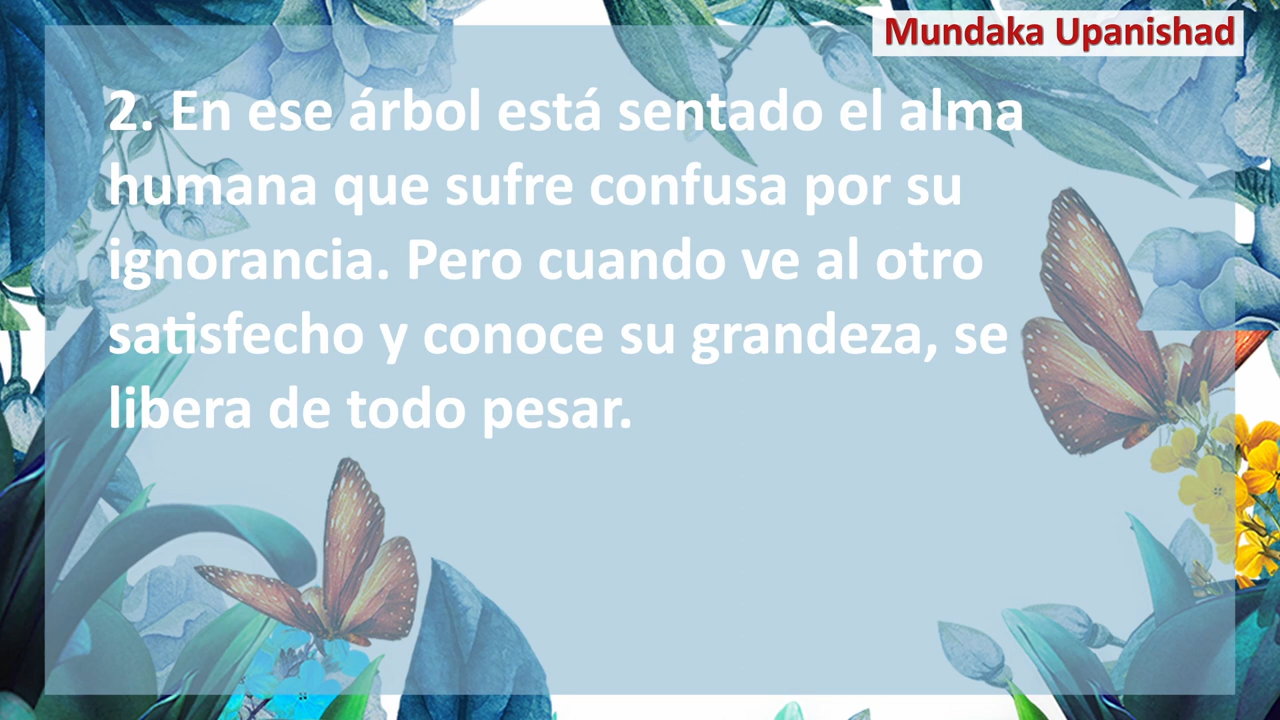 Mundaka Upanishad
2. En ese árbol está sentado el alma
humana que sufre confusa por su
ignorancia. Pero cuando ve al otro
satisfecho y conoce su grandeza, se
libera de todo pesar.